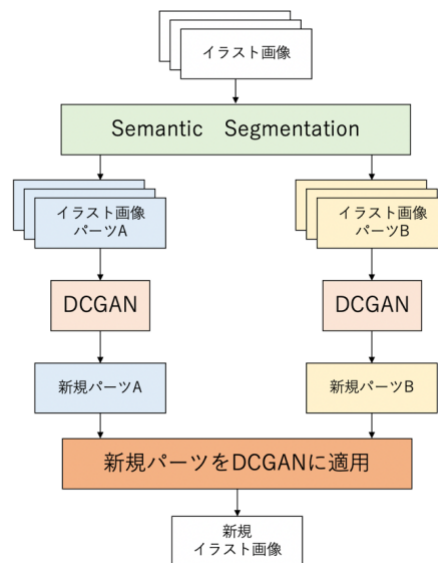 イラスト画像
Semantic Segmentation
イラスト画像
パーツA
イラスト画像
パーツB
DCGAN
DCGAN
新規パーツA
新規パーツB
新規パーツをDCGANに適用
新規
イラスト画像